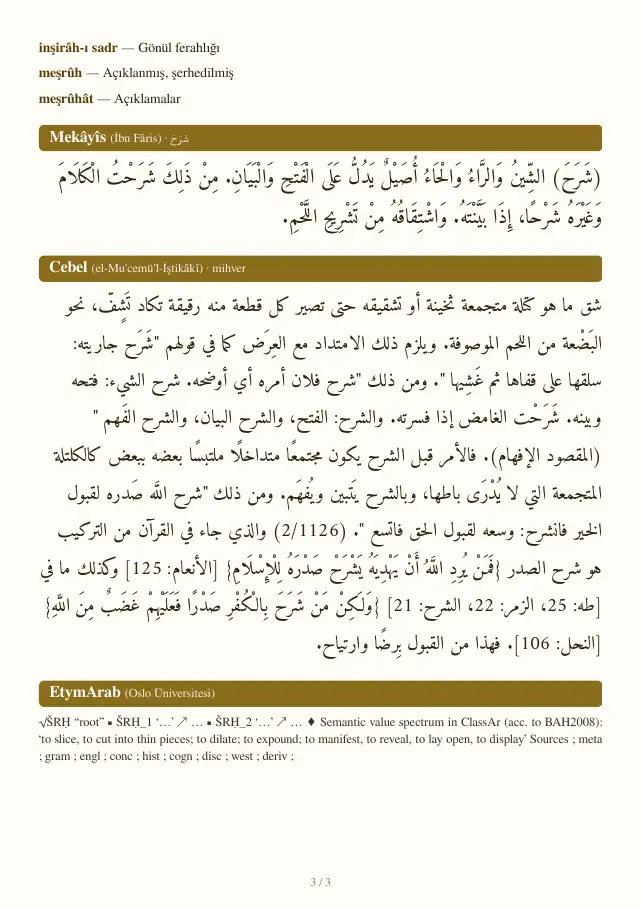 inşirâh-ı sadr — Gönül ferahlığı
meşrûh — Açıklanmış, şerhedilmiş
meşrûhât — Açıklamalar
Mekâyîs (İbn Fâris) · شَرَحَ
(شَرَحَ) الشِّينُ وَالرَّاءُ وَالْحَاءُ أُصَيْلٌ يَدُلُّ عَلَى الْفَتْحِ وَالْبَيَانِ. مِنْ ذَلِكَ شَرَحْتُ الْكَلَامَ
وَغَيْرَهُ شَرْحًا، إِذَا بَيَّنْتَهُ. وَاشْتِقَاقُهُ مِنْ تَشْرِيحِ اللَّحْمِ.
Cebel (el-Mu'cemü'l-İştikâkî) · mihver
شق ما هو كتلة متجمعة ثخينة أو تشقيقه حتى تصير كل قطعة منه رقيقة تكاد تَشِفّ، نحو
البَضْعة من اللحم الموصوفة. ويلزم ذلك الامتداد مع العِرَض كما في قولهم "شَرَح جاريته:
سلقها على قفاها ثم غَشِيها ". ومن ذلك "شرح فلان أمره أي أوضحه. شرح الشيء: فتحه
وبينه. شَرَحْت الغامض إذا فسرته. والشرح: الفتح، والشرح البيان، والشرح الفَهم "
(المقصود الإفهام). فالأمر قبل الشرح يكون مجتمعًا متداخلًا ملتبسًا بعضه ببعض كالكلتلة
المتجمعة التي لا يُدْرَى باطها، وبالشرح يَتبين ويُفهَم. ومن ذلك "شرح الله صَدره لقبول
الخير فانشرح: وسعه لقبول الحق فاتسع ". (2/1126) والذي جاء في القرآن من التركيب
هو شرح الصدر {فَمَنْ يُرِدِ اللَّهُ أَنْ يَهْدِيَهُ يَشْرَحْ صَدْرَهُ لِلْإِسْلَامِ} [الأنعام: 125] وكذلك ما في
[طه: 25، الزمر: 22، الشرح: 21] {وَلَكِنْ مَنْ شَرَحَ بِالْكُفْرِ صَدْرًا فَعَلَيْهِمْ غَضَبٌ مِنَ اللَّهِ}
[النحل: 106]. فهذا من القبول بِرِضًا وارتياح.
EtymArab (Oslo Üniversitesi)
√ŠRḤ “root” ▪ ŠRḤ_1 ‘…’ ↗ … ▪ ŠRḤ_2 ‘…’ ↗ … ♦ Semantic value spectrum in ClassAr (acc. to BAH2008):
‘to slice, to cut into thin pieces; to dilate; to expound; to manifest, to reveal, to lay open, to display’ Sources ; meta
; gram ; engl ; conc ; hist ; cogn ; disc ; west ; deriv ;
3 / 3